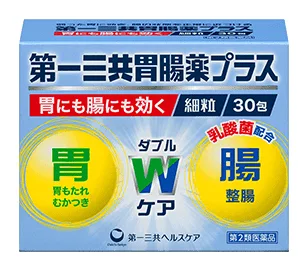 第一三共胃腸薬プラス
胃にも腸にも効く 細粒 30包
乳酸菌配合
ダブル
W
ケア
胃
胃もたれ
むかつき
腸
整腸
第一三共ヘルスケア
第2類医薬品